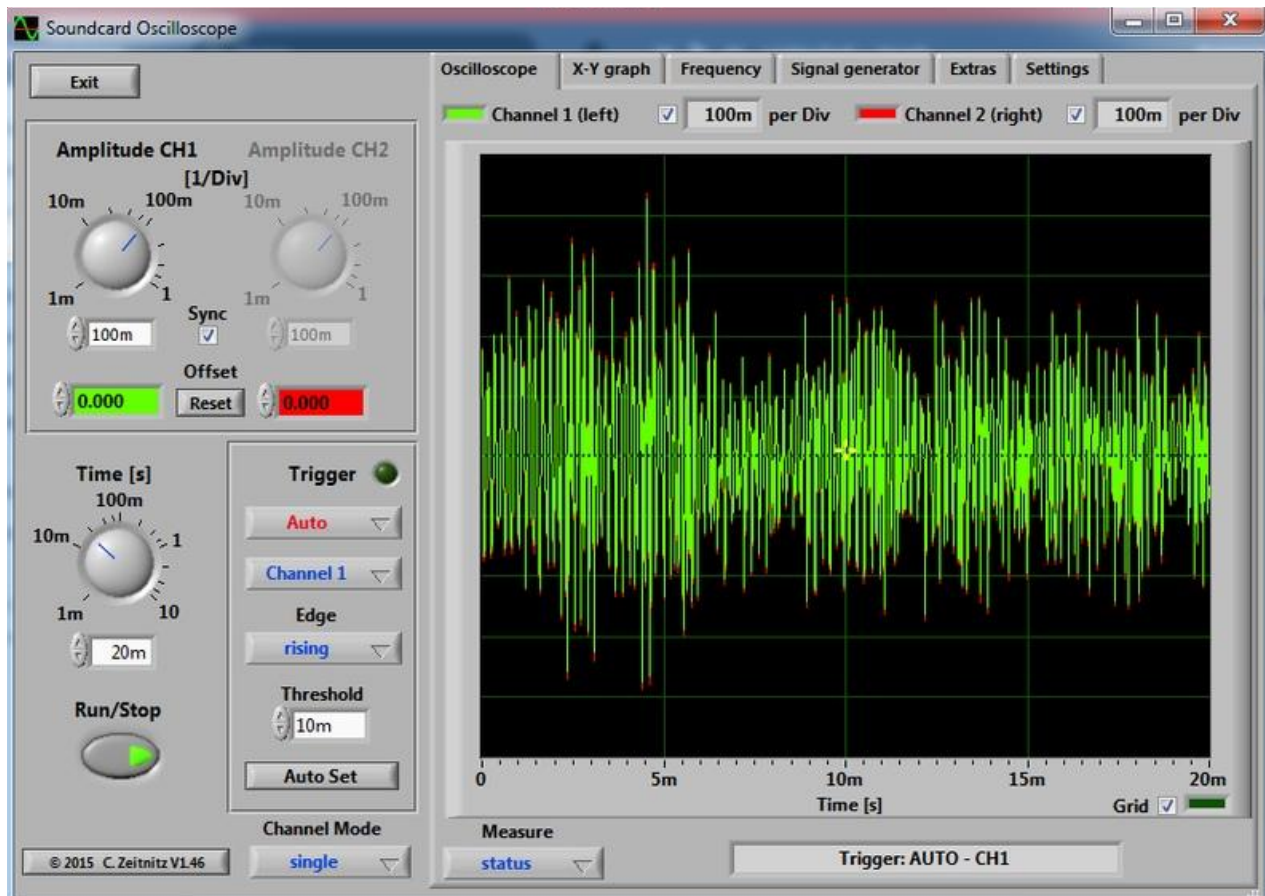 Soundcard Oscilloscope
Exit
Amplitude CH1 Amplitude CH2
[1/Div]
10m 100m 10m 100m
1m 1 1m 1
Sync
100m 100m
Offset
0.000 Reset 0.000
Time [s]
100m
10m 1
1m 10
20m
Run/Stop
Trigger
Auto
Channel 1
Edge
rising
Threshold
10m
Auto Set
Channel Mode
© 2015 C. Zeitnitz V1.46 single
Oscilloscope X-Y graph Frequency Signal generator Extras Settings
Channel 1 (left) 100m per Div Channel 2 (right) 100m per Div
0 5m 10m 15m 20m
Time [s] Grid
Measure
status Trigger: AUTO - CH1